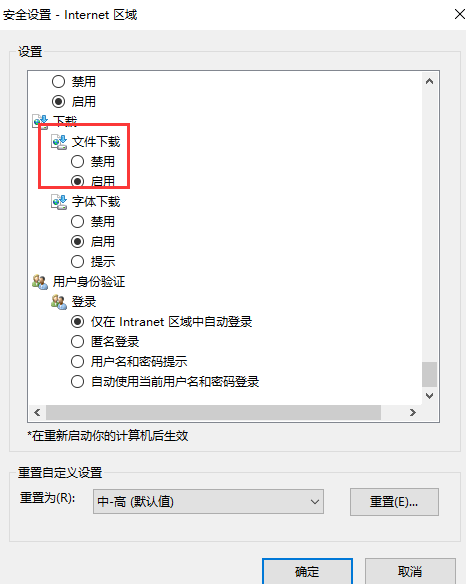 安全设置 - Internet 区域
设置
禁用
启用
下载
文件下载
禁用
启用
字体下载
禁用
启用
提示
用户身份验证
登录
仅在 Intranet 区域中自动登录
匿名登录
用户名和密码提示
自动使用当前用户名和密码登录
*在重新启动你的计算机后生效
重置自定义设置
重置为(R):
中-高 (默认值)
重置(E)...
确定
取消